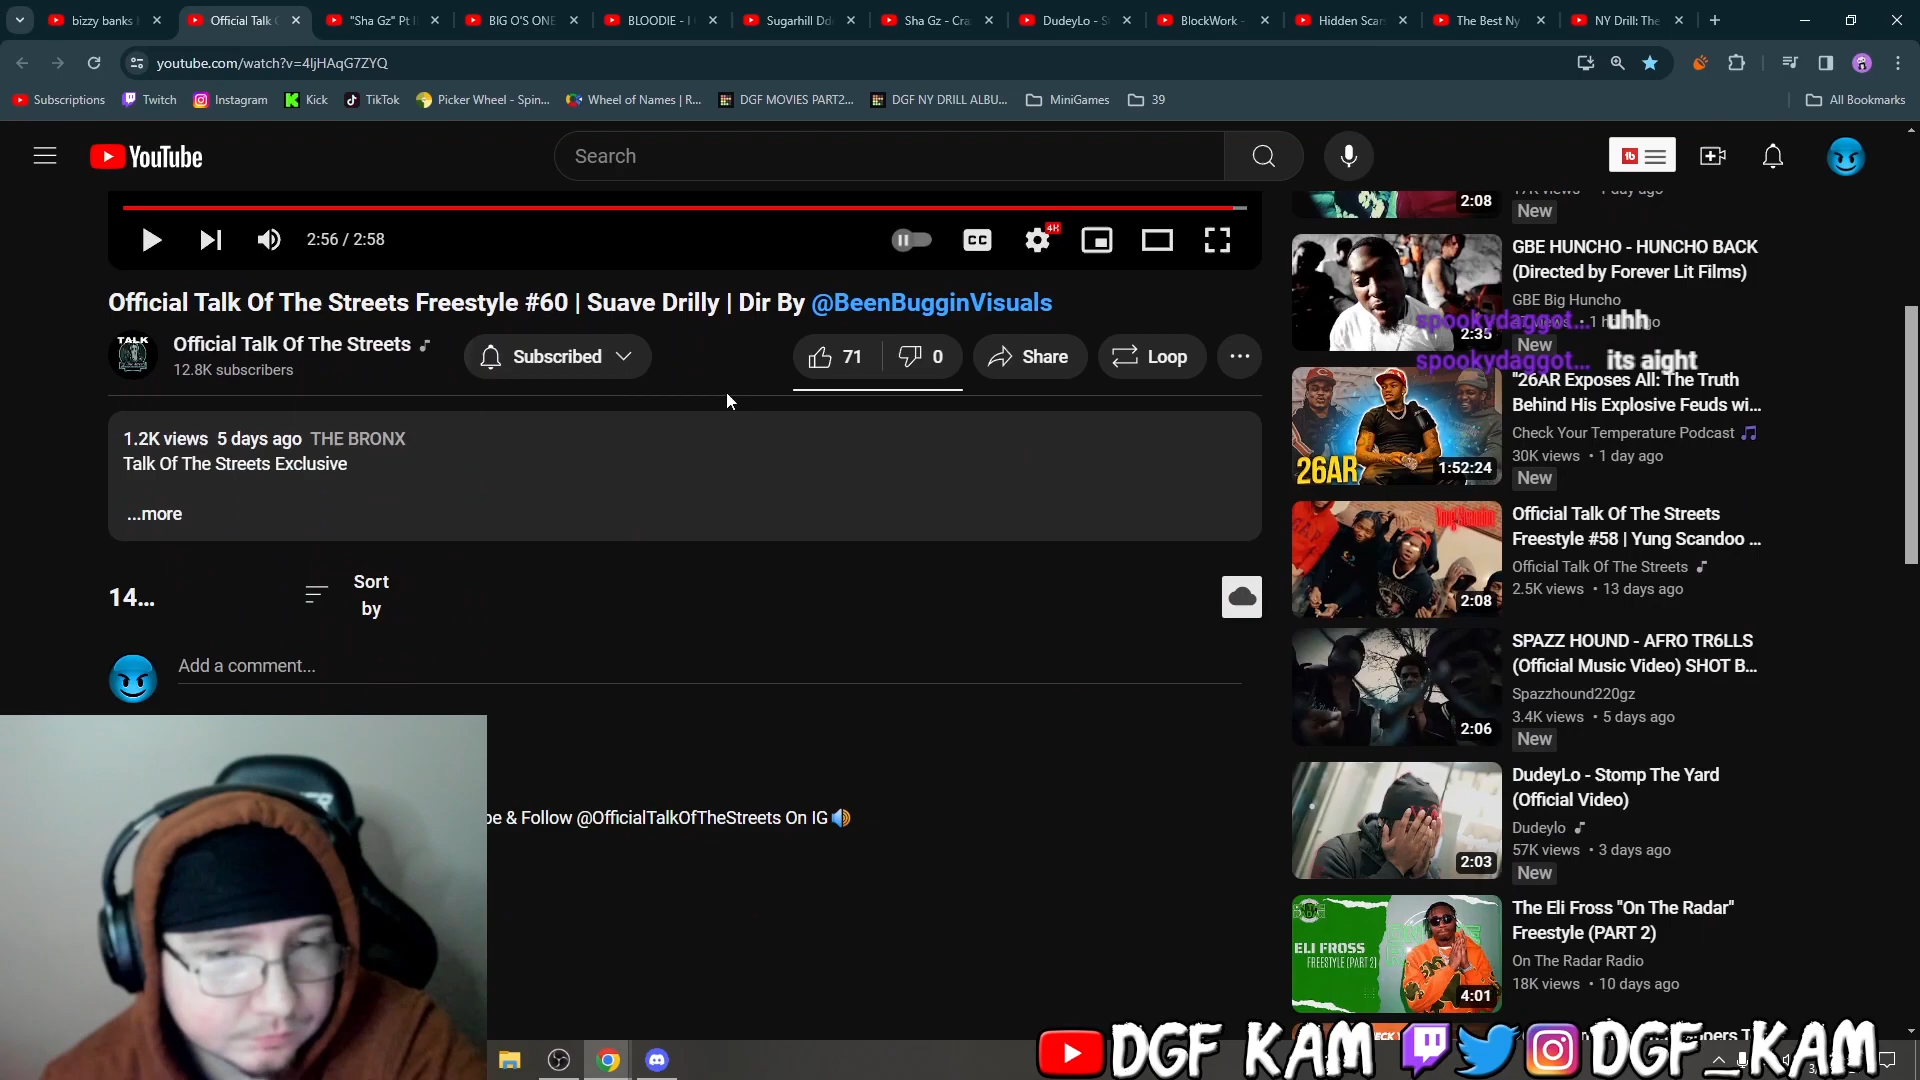 bizzy banks
Official Talk
"Sha Gz" Pt
BIG O'S ONE
BLOODIE - I
Sugarhill Dd
Sha Gz - Cra
DudeyLo - S
BlockWork -
Hidden Scar
The Best Ny
NY Drill: The
youtube.com/watch?v=4ljHAqG7ZYQ
Subscriptions
Twitch
Instagram
Kick
TikTok
Picker Wheel - Spin...
Wheel of Names | R...
DGF MOVIES PART2...
DGF NY DRILL ALBU...
MiniGames
39
All Bookmarks
YouTube
Search
2:56 / 2:58
CC
Official Talk Of The Streets Freestyle #60 | Suave Drilly | Dir By @BeenBugginVisuals
TALK
Official Talk Of The Streets
12.8K subscribers
Subscribed
71
0
Share
Loop
1.2K views 5 days ago THE BRONX
Talk Of The Streets Exclusive
...more
14...
Sort by
Add a comment...
be & Follow @OfficialTalkOfTheStreets On IG
17K views • 1 day ago
2:08
New
GBE HUNCHO - HUNCHO BACK
(Directed by Forever Lit Films)
GBE Big Huncho
2:35
New
spookydaggot... uhh
spookydaggot... its aight
"26AR Exposes All: The Truth
Behind His Explosive Feuds wi...
Check Your Temperature Podcast
30K views • 1 day ago
26AR
1:52:24
New
Official Talk Of The Streets
Freestyle #58 | Yung Scandoo ...
Official Talk Of The Streets
2.5K views • 13 days ago
2:08
SPAZZ HOUND - AFRO TR6LLS
(Official Music Video) SHOT B...
Spazzhound220gz
3.4K views • 5 days ago
2:06
New
DudeyLo - Stomp The Yard
(Official Video)
Dudeylo
57K views • 3 days ago
2:03
New
The Eli Fross "On The Radar"
Freestyle (PART 2)
On The Radar Radio
18K views • 10 days ago
ELI FROSS
FREESTYLE (PART 2)
4:01
DGF KAM
DGF_KAM